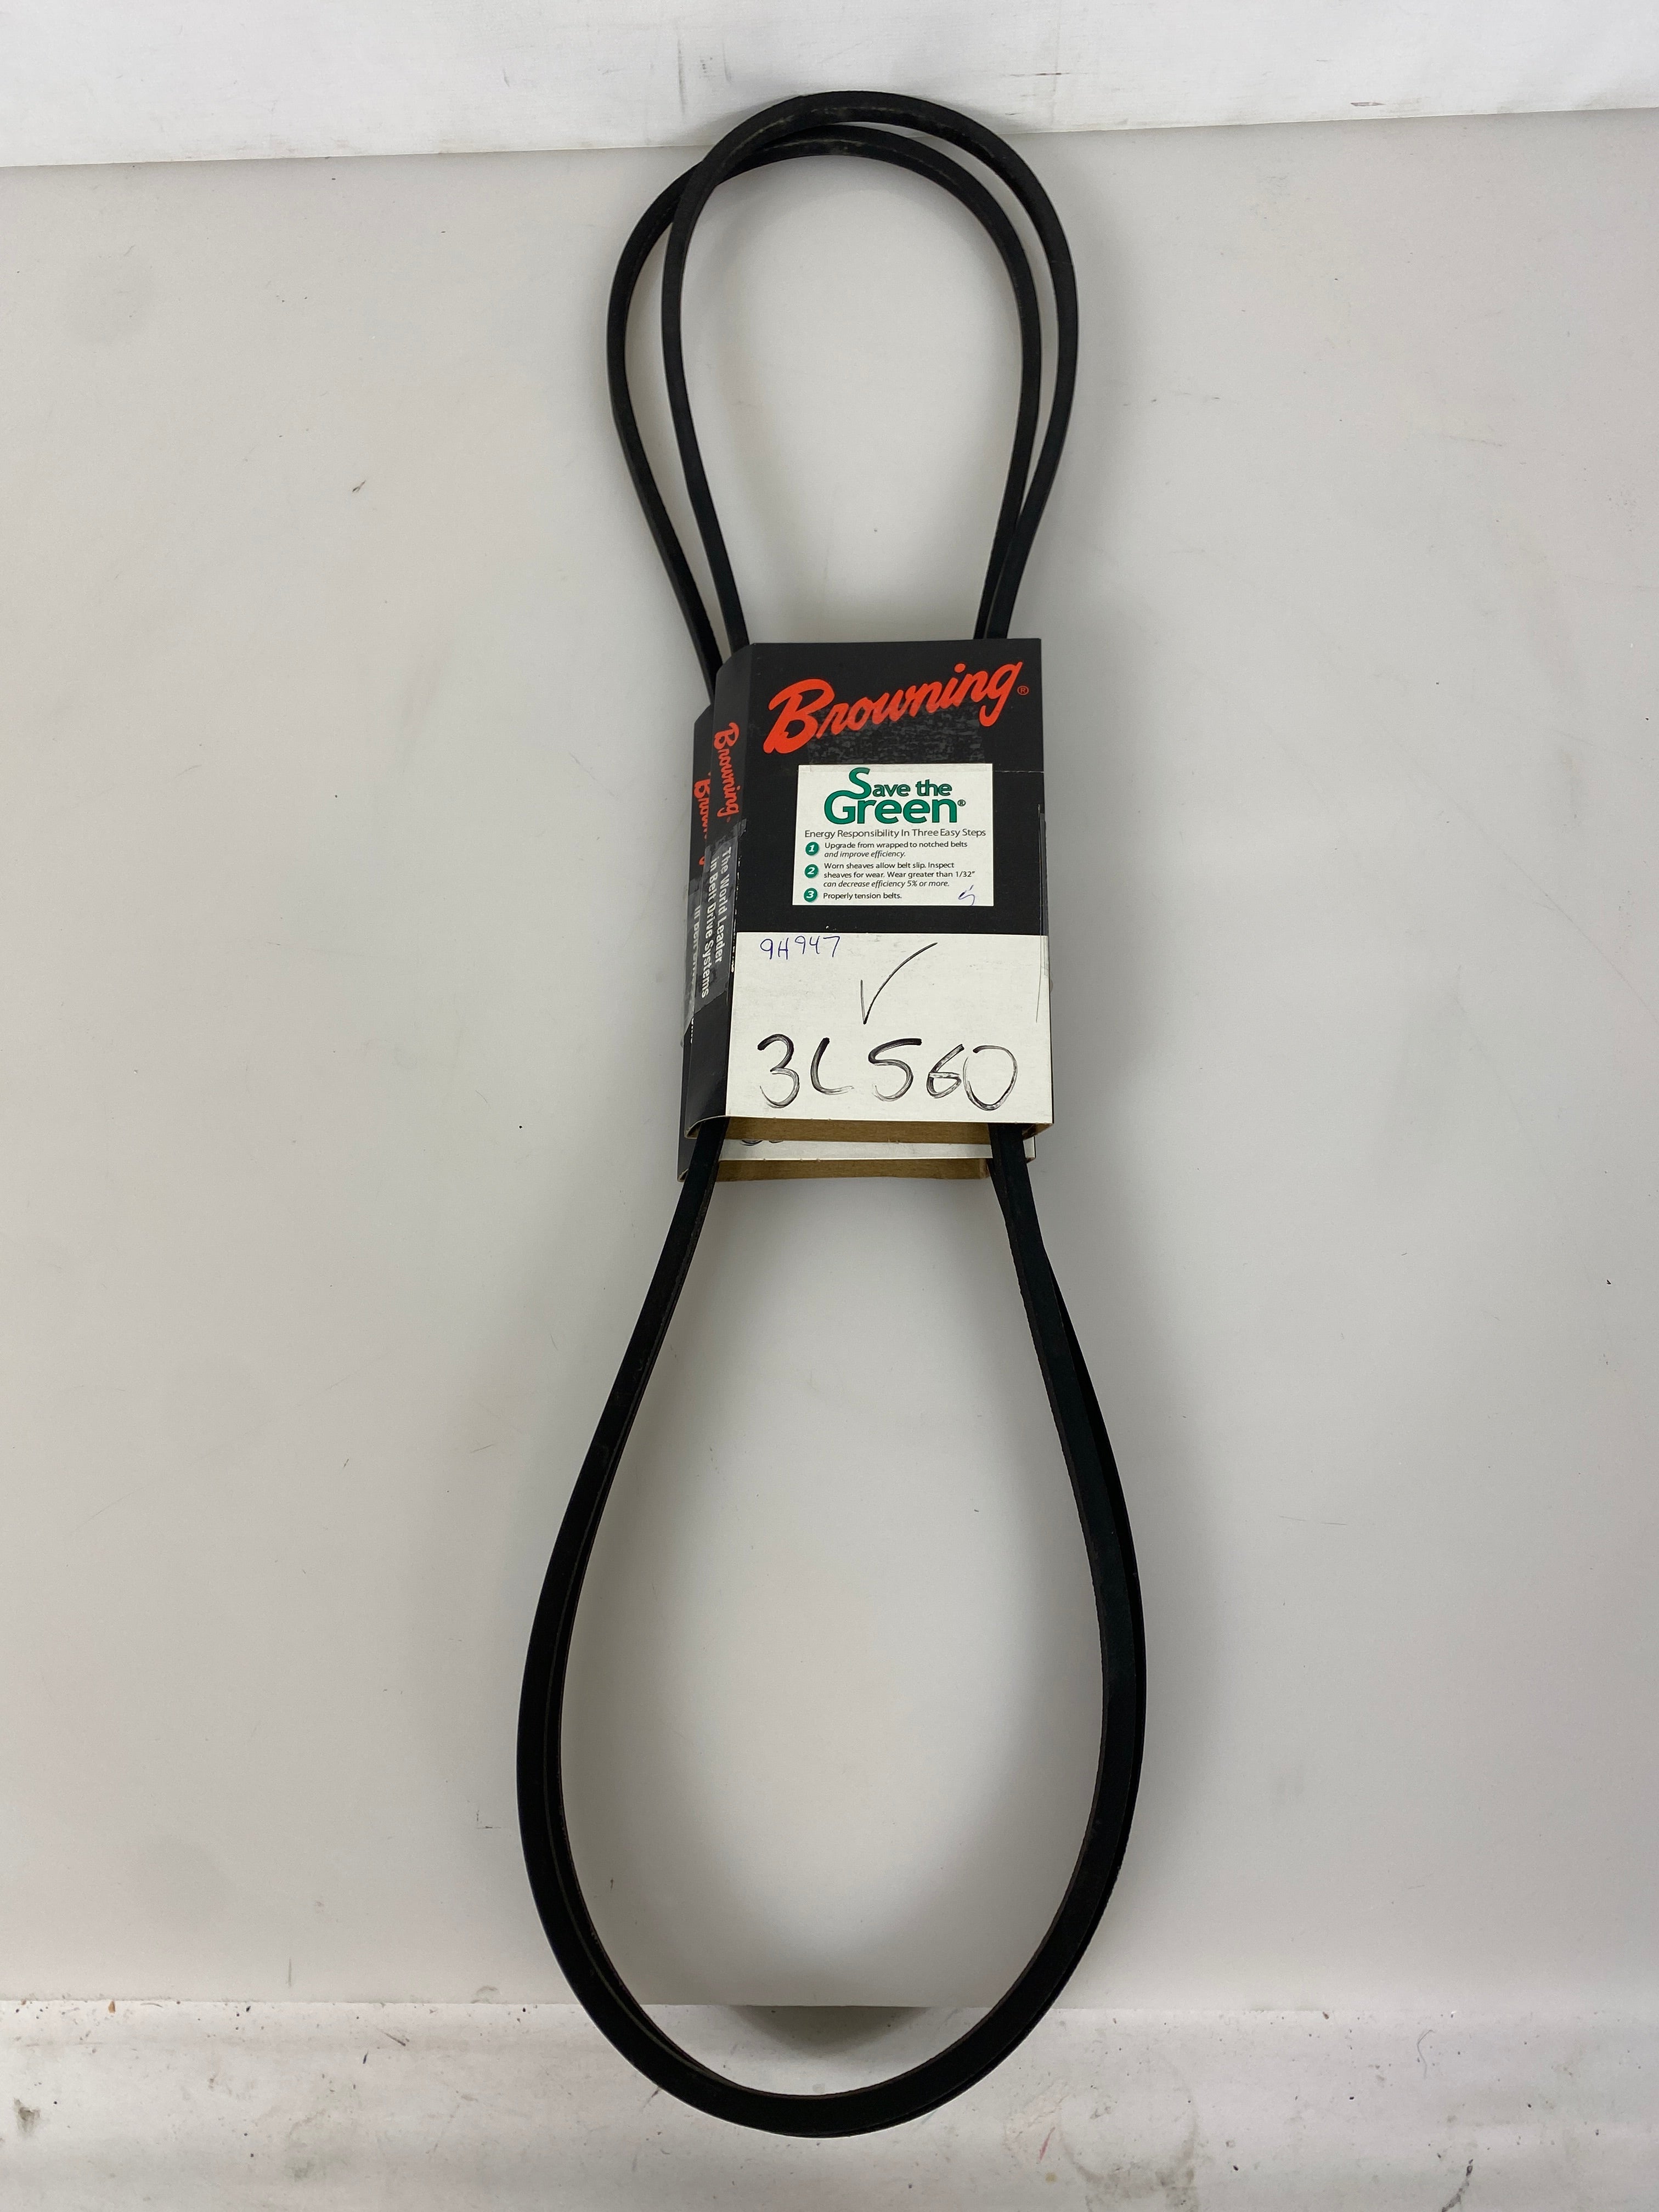 Browning®
Save the
Green®
Energy Responsibility In Three Easy Steps
1 Upgrade from wrapped to notched belts
and improve efficiency.
2 Worn sheaves allow belt slip. Inspect
sheaves for wear. Wear greater than 1/32"
can decrease efficiency 5% or more.
3 Properly tension belts.
9H947
3L560
Browning
The World Leader
in Belt Drive Systems